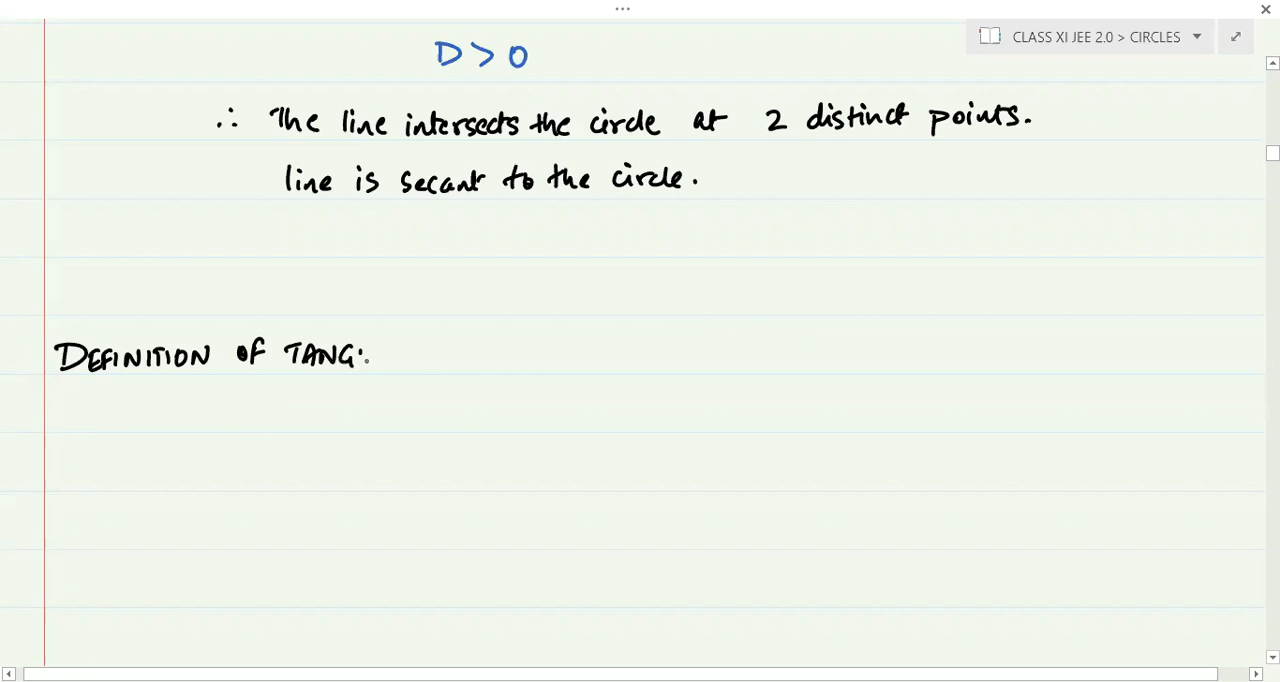 CLASS XI JEE 2.0 > CIRCLES
D > 0
∴ The line intersects the circle at 2 distinct points.
line is secant to the circle.
DEFINITION OF TANG